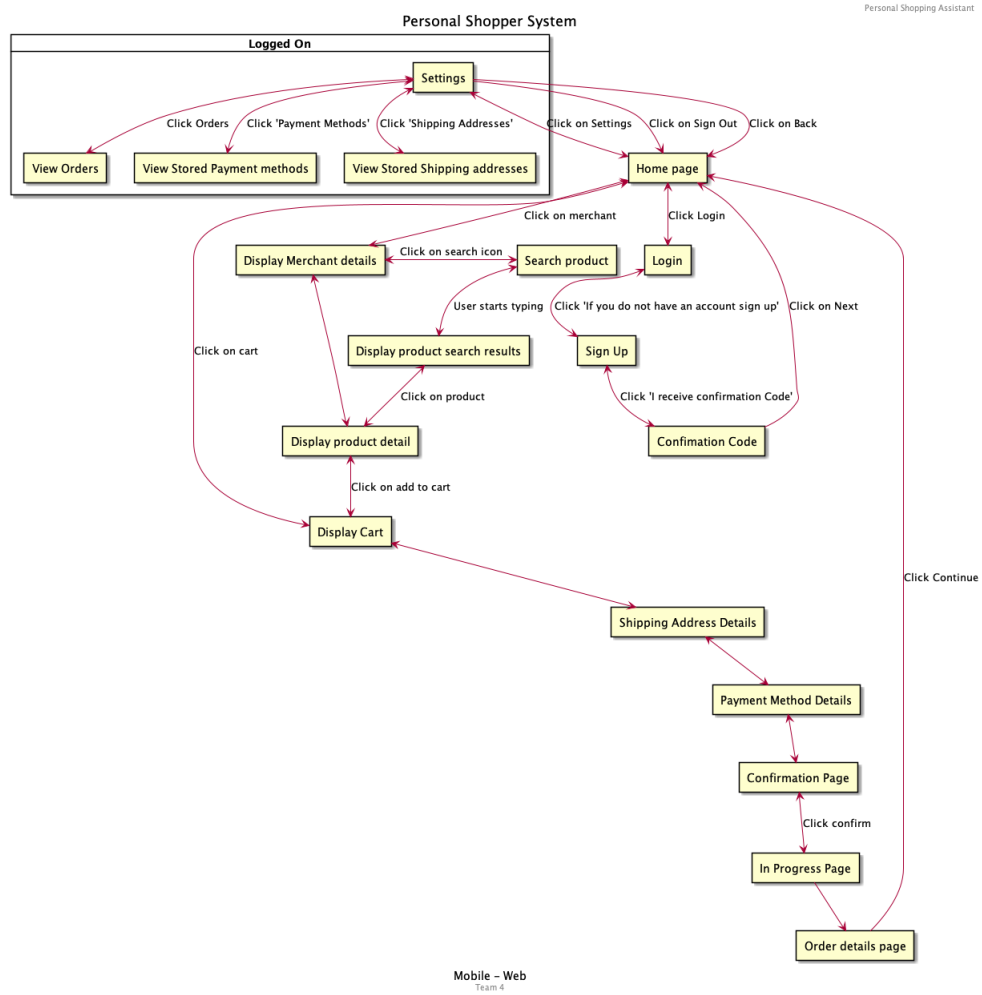 Personal Shopping Assistant
Personal Shopper System
Logged On
Settings
Click Orders
Click 'Payment Methods'
Click 'Shipping Addresses'
Click on Settings
Click on Sign Out
Click on Back
View Orders
View Stored Payment methods
View Stored Shipping addresses
Home page
Click on merchant
Click Login
Display Merchant details
Click on search icon
Search product
Login
User starts typing
Click 'If you do not have an account sign up'
Click on Next
Click on cart
Display product search results
Sign Up
Click on product
Click 'I receive confirmation Code'
Display product detail
Confimation Code
Click on add to cart
Display Cart
Click Continue
Shipping Address Details
Payment Method Details
Confirmation Page
Click confirm
In Progress Page
Order details page
Mobile – Web
Team 4